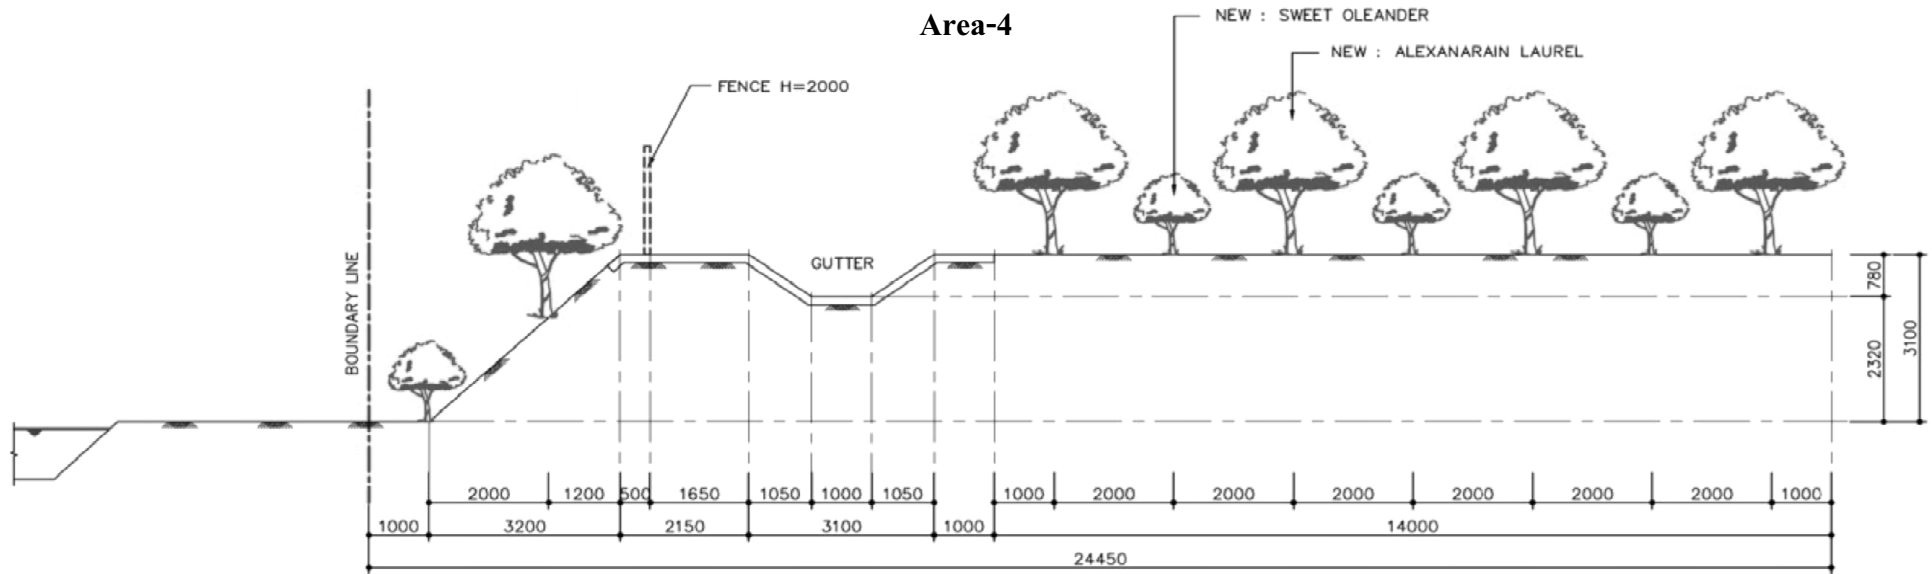 Area-4
NEW : SWEET OLEANDER
NEW : ALEXANARAIN LAUREL
FENCE H=2000
BOUNDARY LINE
GUTTER
780
2320
3100
2000 1200 500 1650 1050 1000 1050 1000 2000 2000 2000 2000 2000 2000 1000
1000 3200 2150 3100 1000 14000
24450